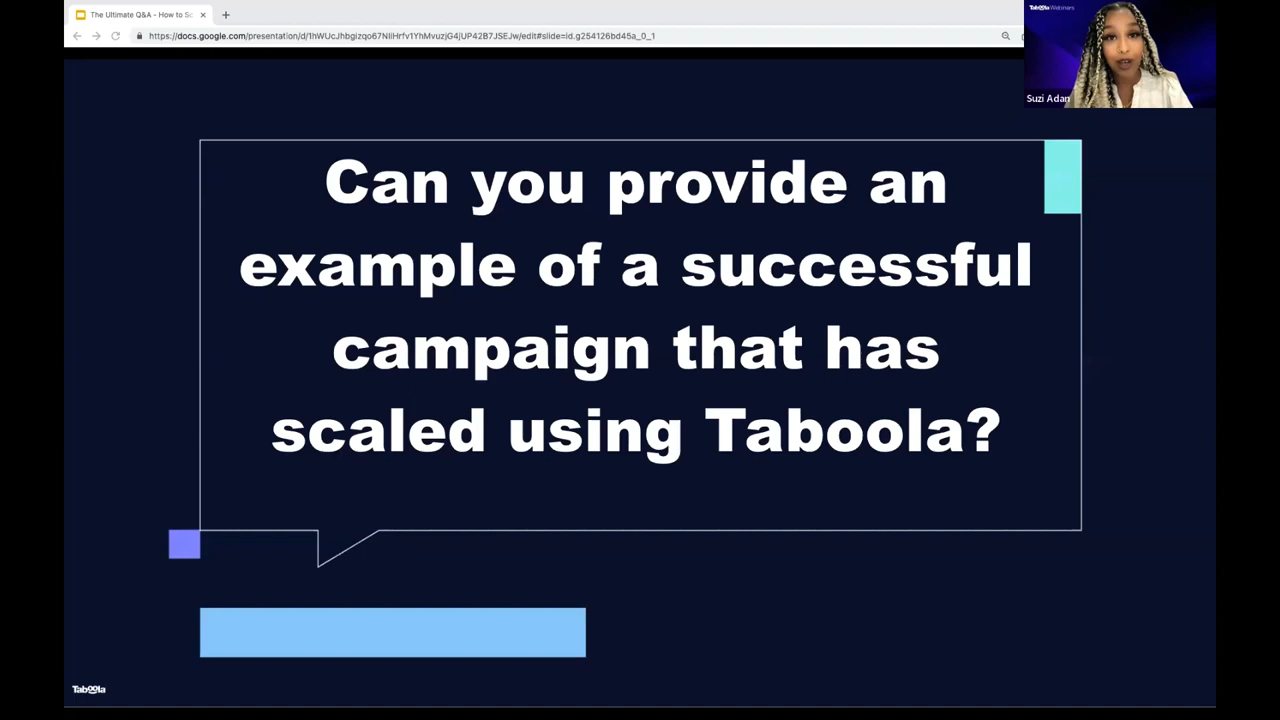 The Ultimate Q&A - How to Sc
https://docs.google.com/presentation/d/1hWUcJhbgizqo67NIiHrfv1YhMvuzjG4jUP42B7JSEJw/edit#slide=id.g254126bd45a_0_1
Taboola Webinars
Suzi Adan
Can you provide an
example of a successful
campaign that has
scaled using Taboola?
Taboola